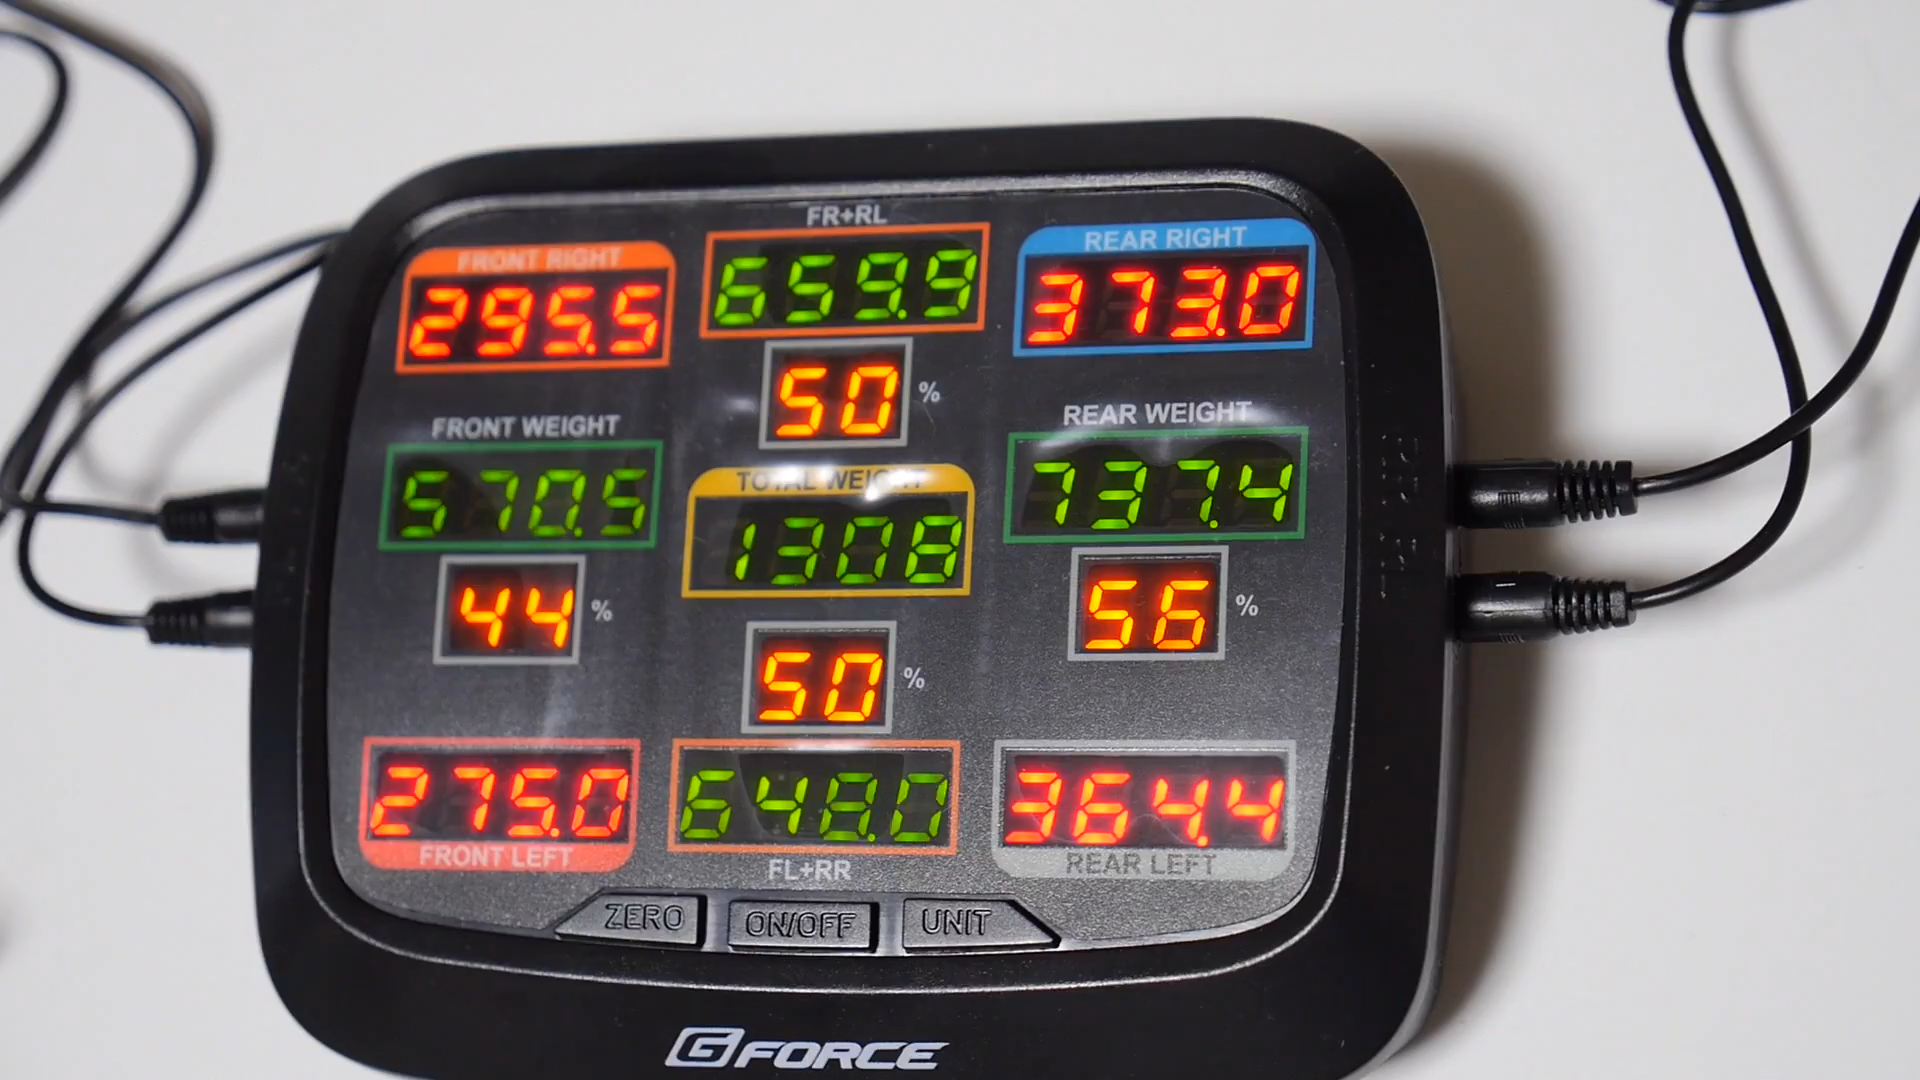 FR+RL
FRONT RIGHT
295.5
659.9
REAR RIGHT
373.0
50 %
FRONT WEIGHT
570.5
TOTAL WEIGHT
1308
REAR WEIGHT
737.4
44 %
56 %
50 %
275.0
FRONT LEFT
648.0
FL+RR
364.4
REAR LEFT
ZERO
ON/OFF
UNIT
G FORCE